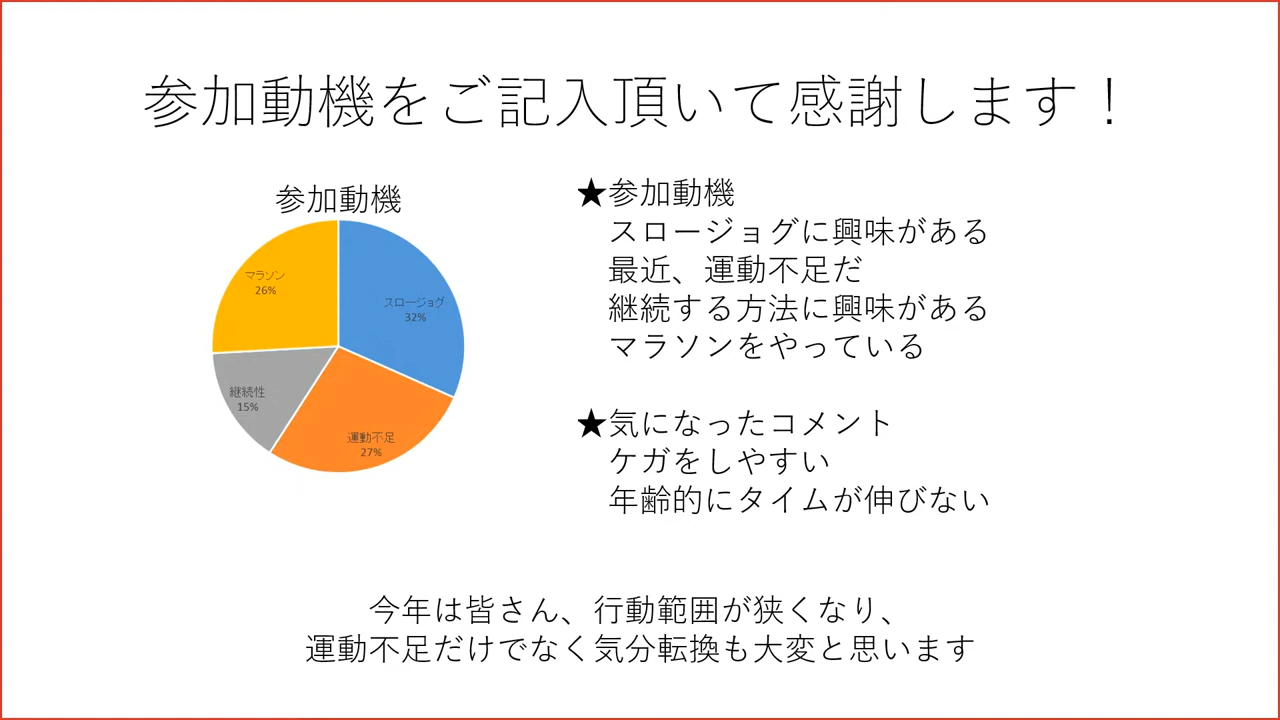 参加動機をご記入頂いて感謝します！
参加動機
マラソン
26%
スロージョグ
32%
継続性
15%
運動不足
27%
★参加動機
スロージョグに興味がある
最近、運動不足だ
継続する方法に興味がある
マラソンをやっている
★気になったコメント
ケガをしやすい
年齢的にタイムが伸びない
今年は皆さん、行動範囲が狭くなり、
運動不足だけでなく気分転換も大変と思います